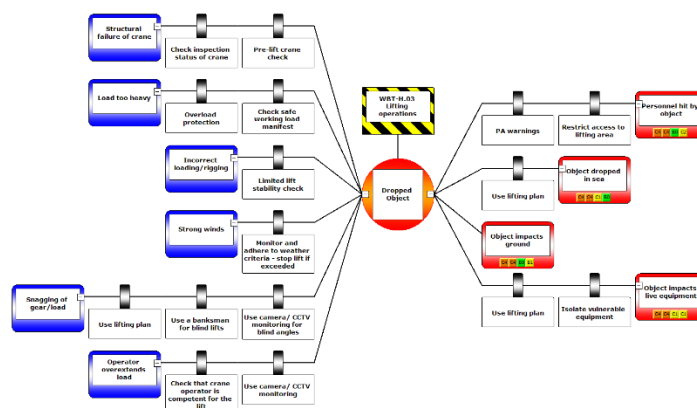 Structural
failure of crane
Check inspection
status of crane
Pre-lift crane
check
Load too heavy
Overload
protection
Check safe
working load
manifest
Incorrect
loading/rigging
Limited lift
stability check
Strong winds
Monitor and
adhere to weather
criteria - stop lift if
exceeded
Snagging of
gear/load
Use lifting plan
Use a banksman
for blind lifts
Use camera/ CCTV
monitoring for
blind angles
Operator
overextends
load
Check that crane
operator is
competent for the
lift
Use camera/ CCTV
monitoring
WBT-H.03
Lifting
operations
Dropped
Object
PA warnings
Restrict access to
lifting area
Personnel hit by
object
Use lifting plan
Object dropped
in sea
Object impacts
ground
Use lifting plan
Isolate vulnerable
equipment
Object impacts
live equipment